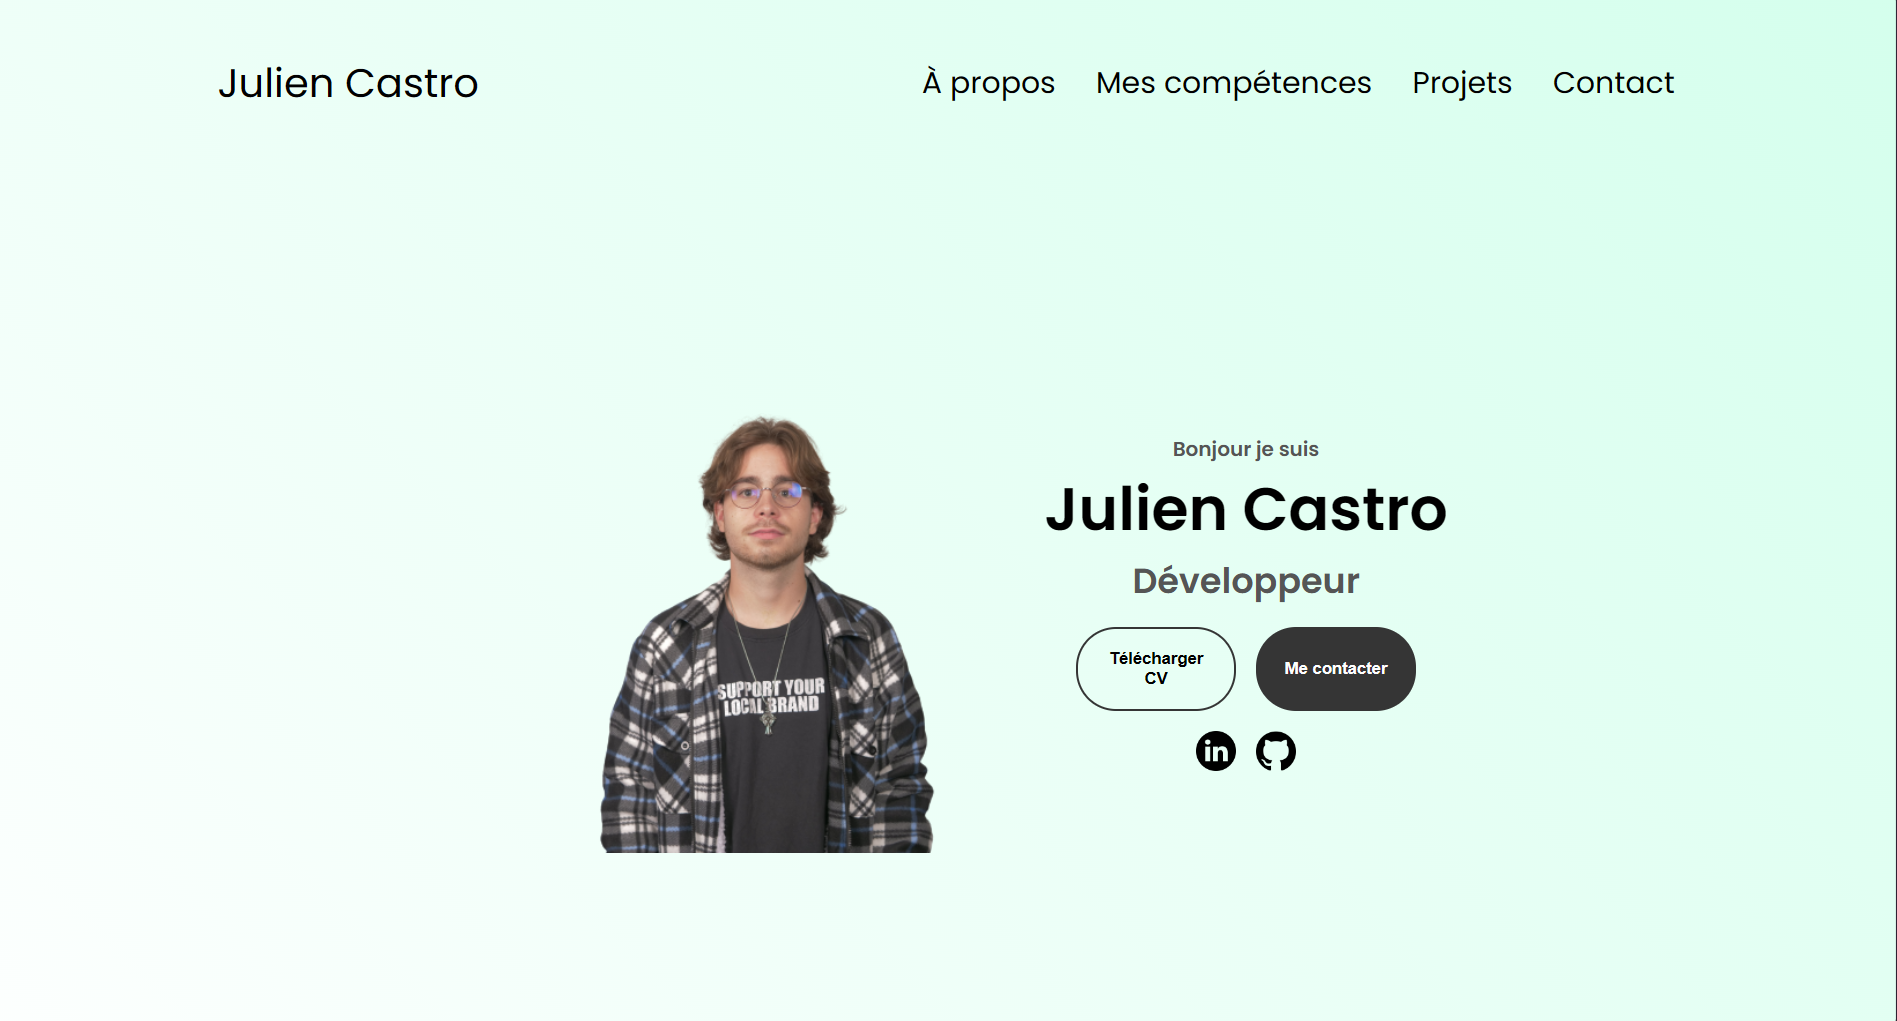 Julien Castro
À propos Mes compétences Projets Contact
Bonjour je suis
Julien Castro
Développeur
Télécharger
CV
Me contacter
SUPPORT YOUR
LOCAL BRAND
in